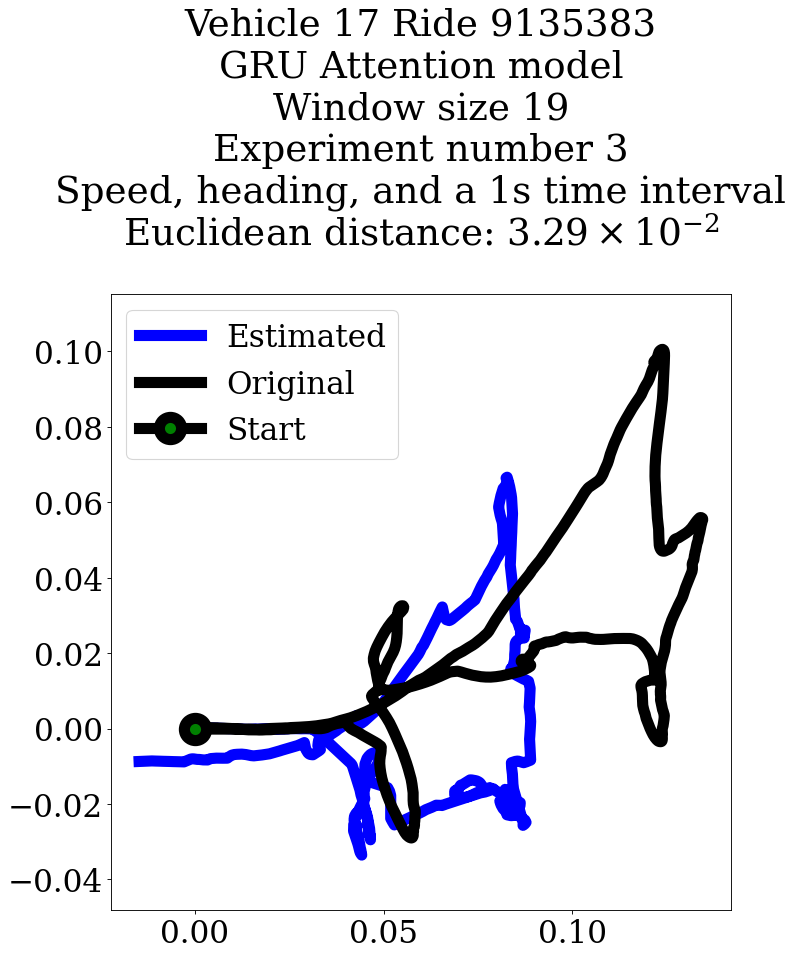 Vehicle 17 Ride 9135383
GRU Attention model
Window size 19
Experiment number 3
Speed, heading, and a 1s time interval
Euclidean distance: 3.29 × 10⁻²
Estimated
Original
Start
0.10
0.08
0.06
0.04
0.02
0.00
−0.02
−0.04
0.00 0.05 0.10